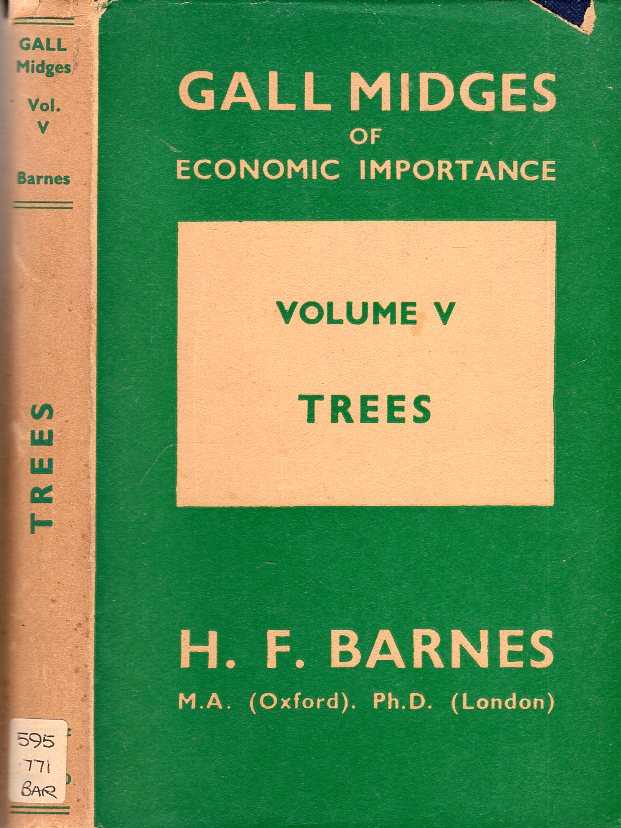 GALL
Midges
Vol.
V
Barnes
TREES
595
771
BAR
GALL MIDGES
OF
ECONOMIC IMPORTANCE
VOLUME V
TREES
H. F. BARNES
M.A. (Oxford). Ph.D. (London)